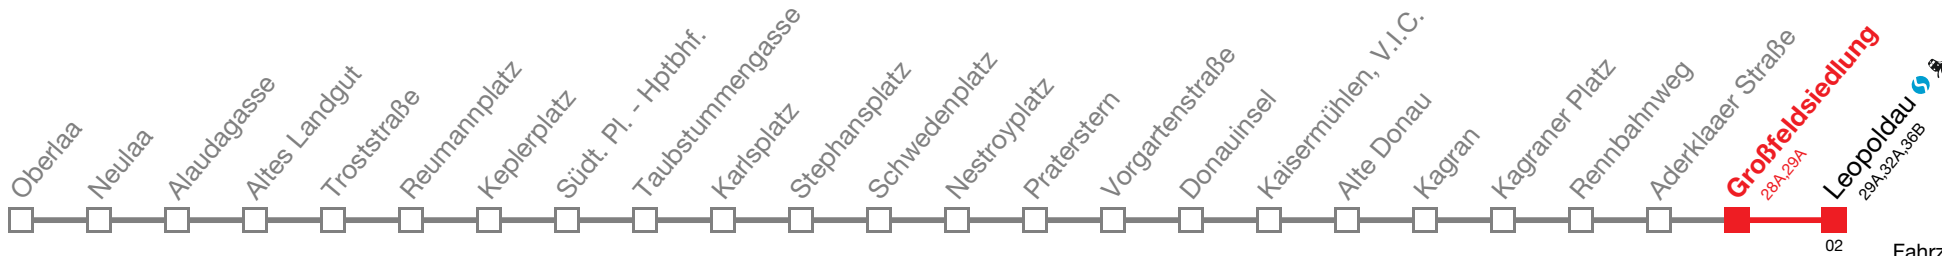 Oberlaa
Neulaa
Alaudagasse
Altes Landgut
Troststraße
Reumannplatz
Keplerplatz
Südt. Pl. - Hptbhf.
Taubstummengasse
Karlsplatz
Stephansplatz
Schwedenplatz
Nestroyplatz
Praterstern
Vorgartenstraße
Donauinsel
Kaisermühlen, V.I.C.
Alte Donau
Kagran
Kagraner Platz
Rennbahnweg
Aderklaaer Straße
Großfeldsiedlung
28A,29A
Leopoldau
29A,32A,36B
02
Fahrz